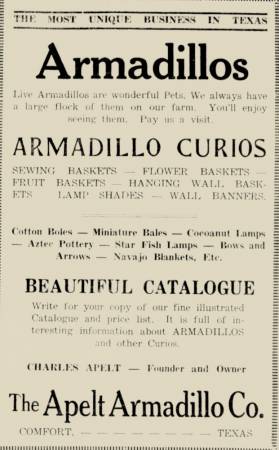 THE MOST UNIQUE BUSINESS IN TEXAS
Armadillos
Live Armadillos are wonderful Pets. We always have
a large flock of them on our farm. You'll enjoy
seeing them. Pay us a visit.
ARMADILLO CURIOS
SEWING BASKETS — FLOWER BASKETS —
FRUIT BASKETS — HANGING WALL BASK-
ETS LAMP SHADES — WALL BANNERS.
Cotton Boles — Miniature Bales — Cocoanut Lamps
— Aztec Pottery — Star Fish Lamps — Bows and
Arrows — Navajo Blankets, Etc.
BEAUTIFUL CATALOGUE
Write for your copy of our fine illustrated
Catalogue and price list. It is full of in-
teresting information about ARMADILLOS
and other Curios.
CHARLES APELT — Founder and Owner
The Apelt Armadillo Co.
COMFORT, — — — — — — — TEXAS